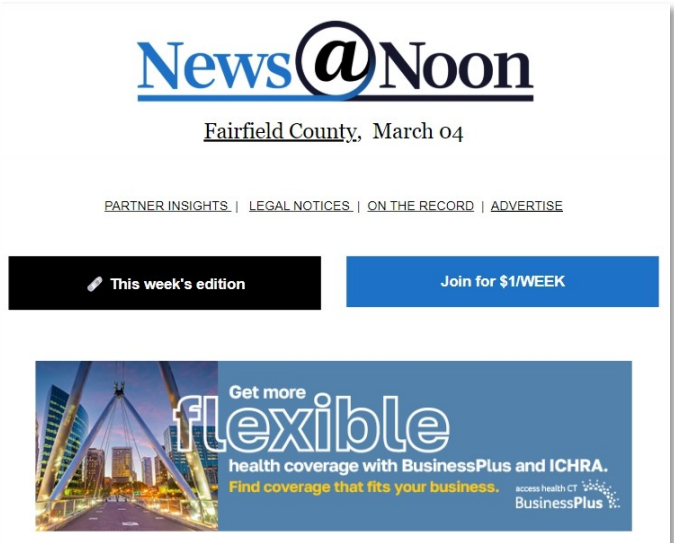 News@Noon
Fairfield County, March 04
PARTNER INSIGHTS | LEGAL NOTICES | ON THE RECORD | ADVERTISE
This week's edition
Join for $1/WEEK
Get more
flexible
health coverage with BusinessPlus and ICHRA.
Find coverage that fits your business.
access health CT
BusinessPlus